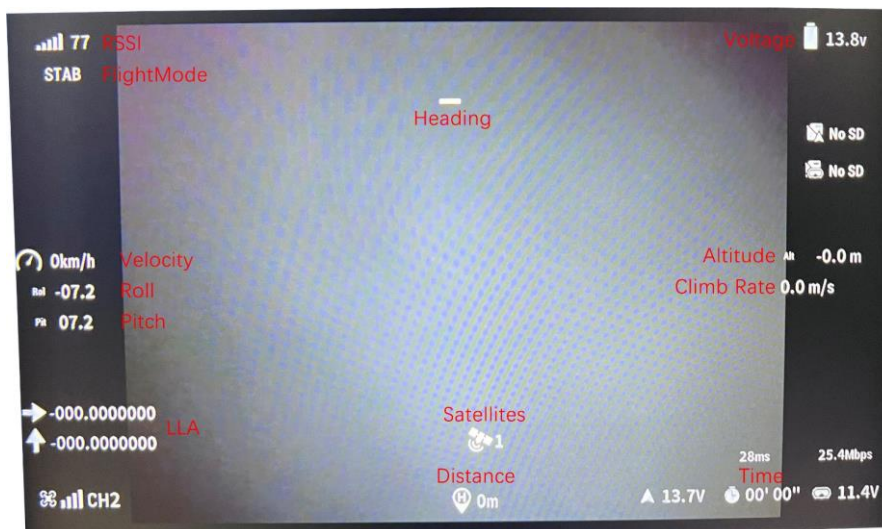 77 RSSI
Voltage 13.8v
STAB FlightMode
Heading
No SD
No SD
0km/h Velocity
Altitude Alt -0.0 m
Rol -07.2 Roll
Climb Rate 0.0 m/s
Pit 07.2 Pitch
-000.0000000
LLA
-000.0000000
Satellites
1
28ms 25.4Mbps
Distance
Time
CH2
H 0m
13.7V 00' 00" 11.4V